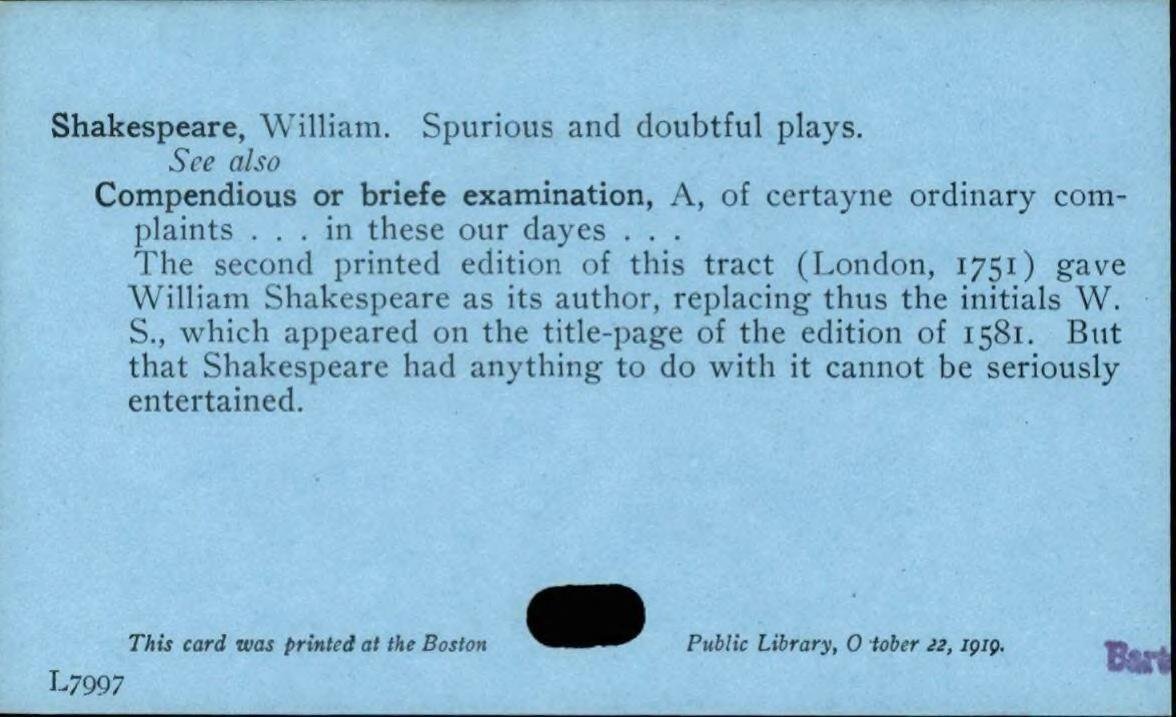 Shakespeare, William. Spurious and doubtful plays.
See also
Compendious or briefe examination, A, of certayne ordinary com-
plaints . . . in these our dayes . . .
The second printed edition of this tract (London, 1751) gave
William Shakespeare as its author, replacing thus the initials W.
S., which appeared on the title-page of the edition of 1581. But
that Shakespeare had anything to do with it cannot be seriously
entertained.
This card was printed at the Boston Public Library, O tober 22, 1919.
Bart
L7997